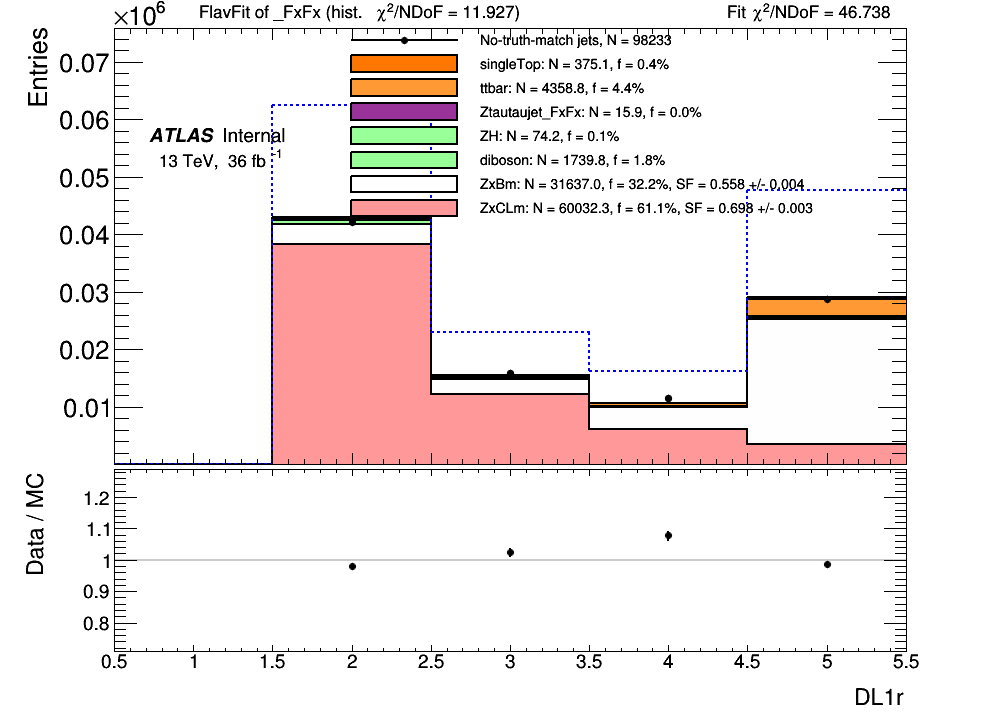 ×10⁶ FlavFit of _FxFx (hist. χ²/NDoF = 11.927) Fit χ²/NDoF = 46.738
Entries
No-truth-match jets, N = 98233
singleTop: N = 375.1, f = 0.4%
ttbar: N = 4358.8, f = 4.4%
Ztautaujet_FxFx: N = 15.9, f = 0.0%
ZH: N = 74.2, f = 0.1%
diboson: N = 1739.8, f = 1.8%
ZxBm: N = 31637.0, f = 32.2%, SF = 0.558 +/- 0.004
ZxCLm: N = 60032.3, f = 61.1%, SF = 0.698 +/- 0.003
ATLAS Internal
13 TeV, 36 fb⁻¹
0.07
0.06
0.05
0.04
0.03
0.02
0.01
Data / MC
1.2
1.1
1
0.9
0.8
0.5 1 1.5 2 2.5 3 3.5 4 4.5 5 5.5
DL1r